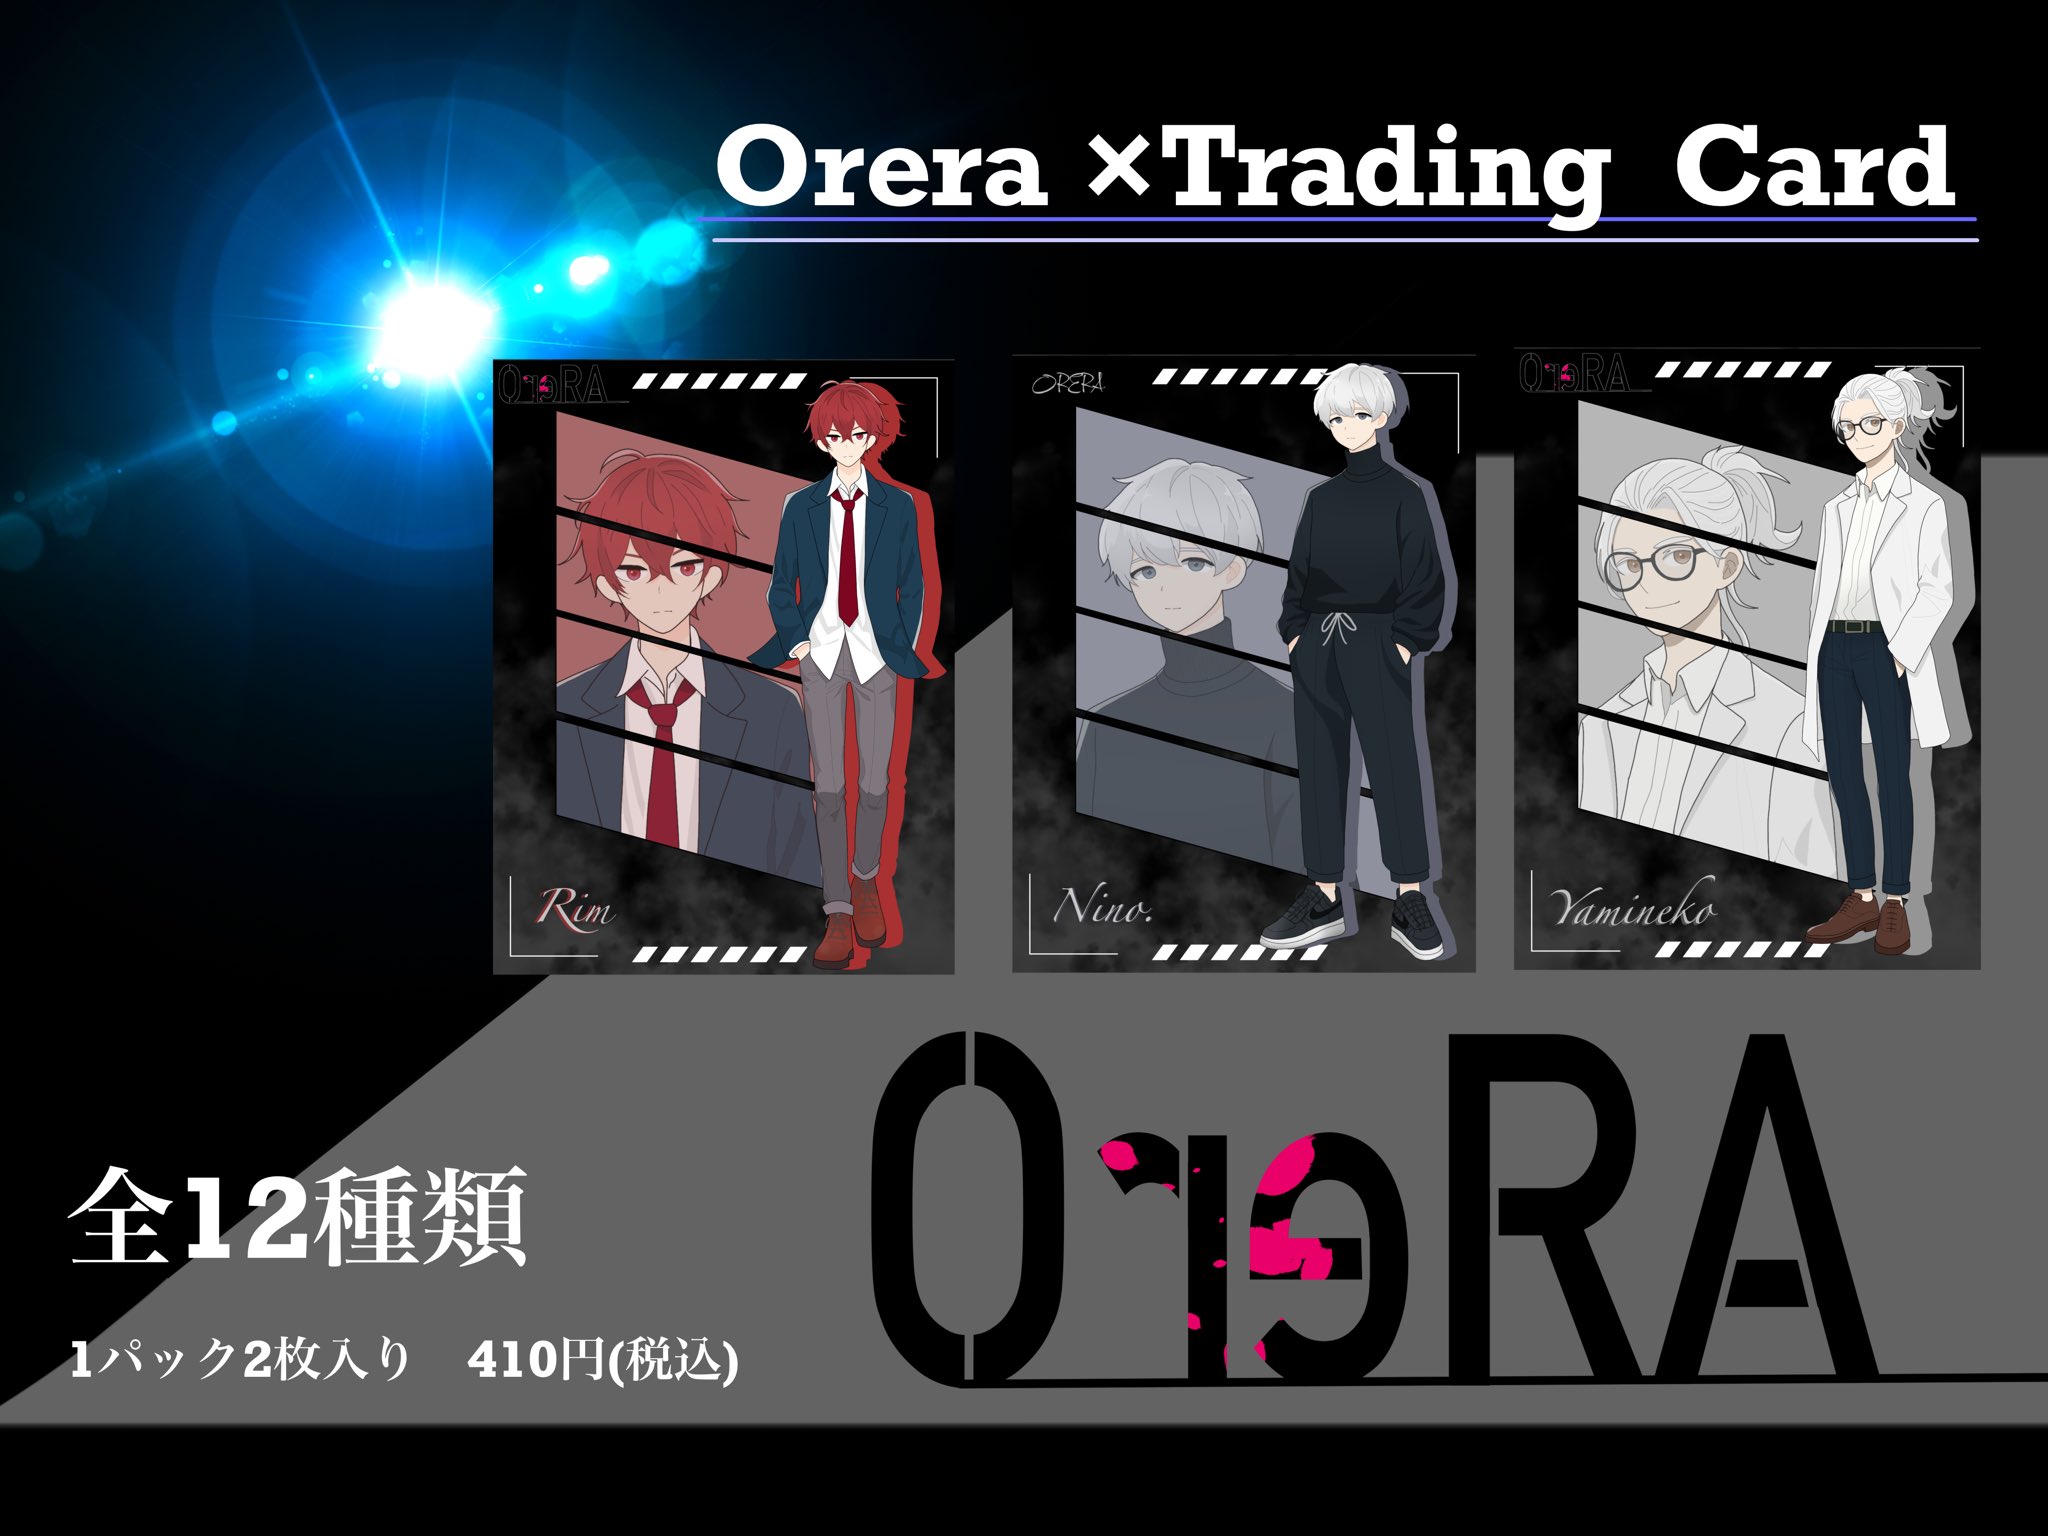 Orera ×Trading Card
OreRA
ORERA
OreRA
Rim
Nino.
Yamineko
OreRA
全12種類
1パック2枚入り 410円(税込)